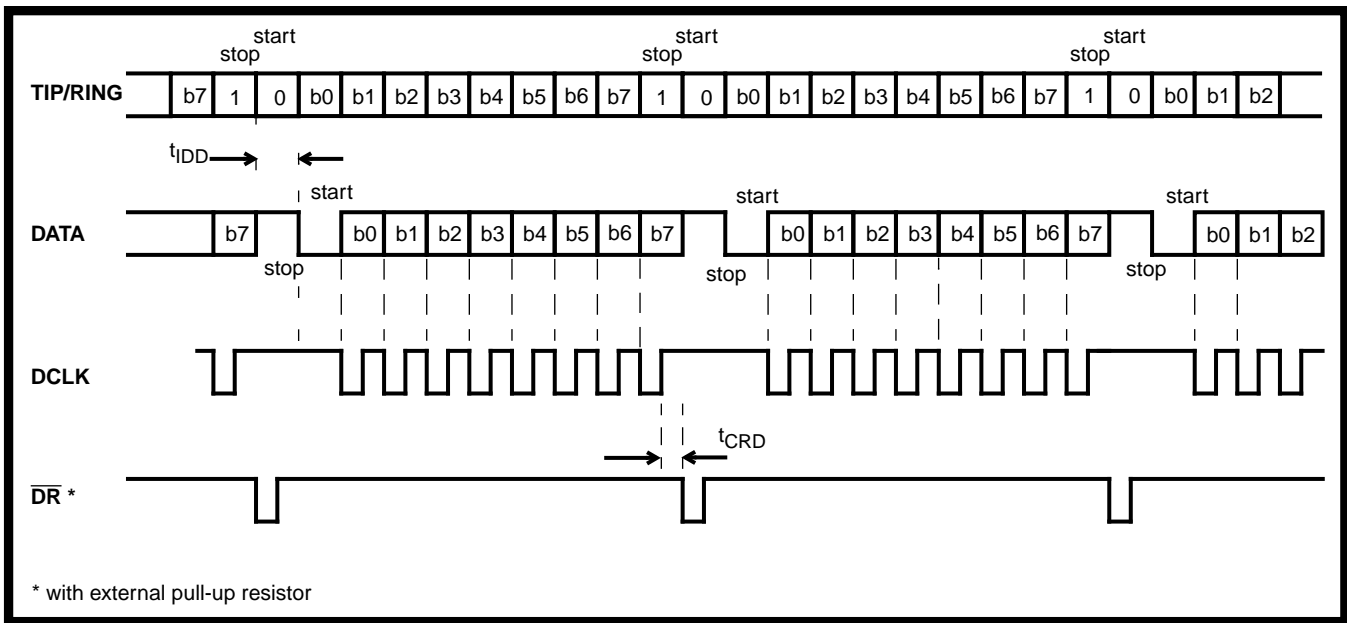 start start start
stop stop stop
TIP/RING b7 1 0 b0 b1 b2 b3 b4 b5 b6 b7 1 0 b0 b1 b2 b3 b4 b5 b6 b7 1 0 b0 b1 b2
tIDD
start start start
DATA b7 b0 b1 b2 b3 b4 b5 b6 b7 b0 b1 b2 b3 b4 b5 b6 b7 b0 b1 b2
stop stop stop
DCLK
tCRD
DR *
* with external pull-up resistor